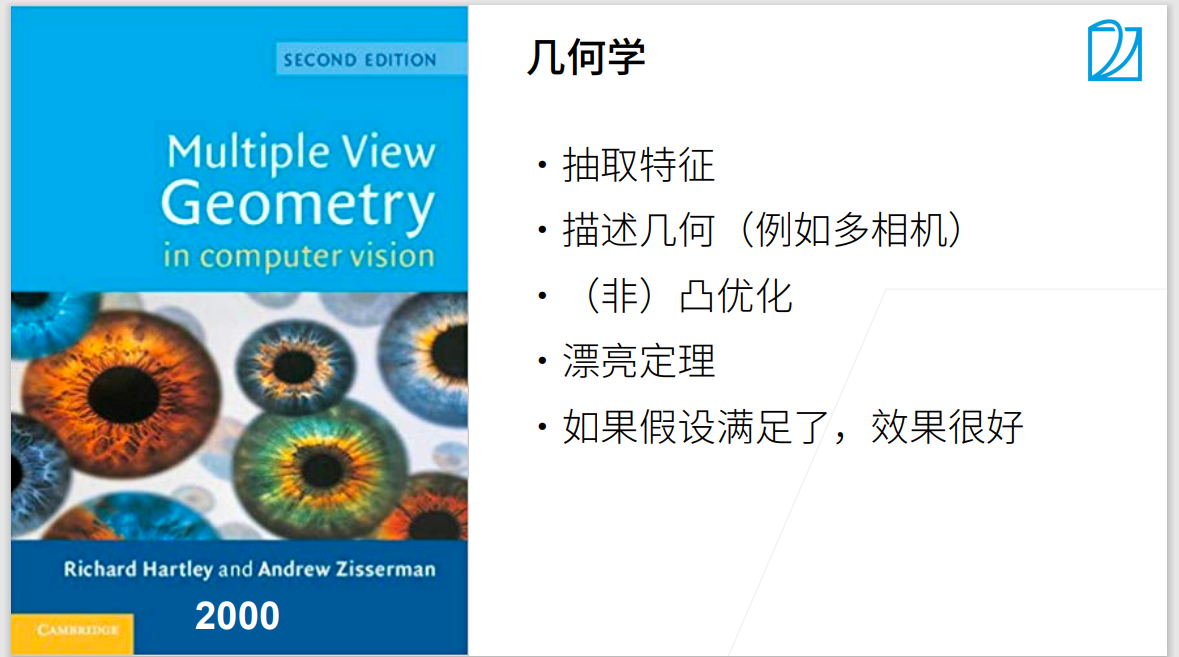 SECOND EDITION
Multiple View
Geometry
in computer vision
Richard Hartley and Andrew Zisserman
2000
CAMBRIDGE
几何学
• 抽取特征
• 描述几何（例如多相机）
• （非）凸优化
• 漂亮定理
• 如果假设满足了，效果很好